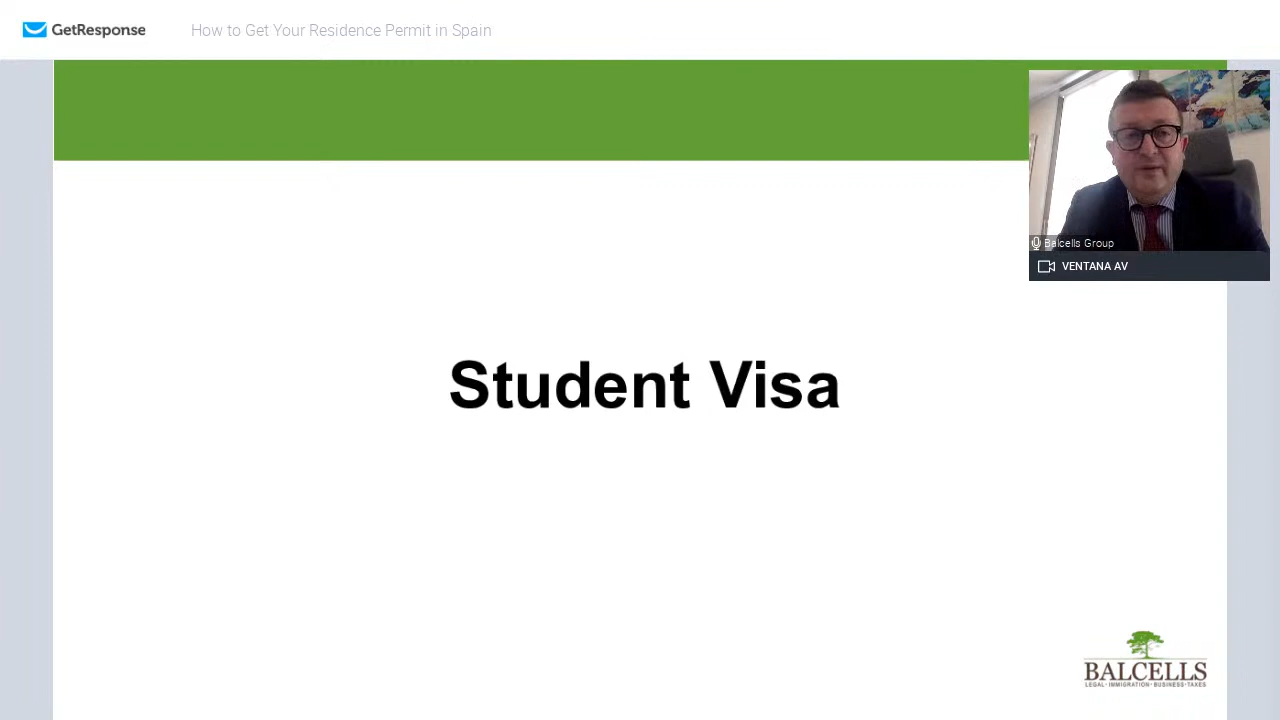 GetResponse
How to Get Your Residence Permit in Spain
Balcells Group
VENTANA AV
Student Visa
BALCELLS
LEGAL · IMMIGRATION · BUSINESS · TAXES